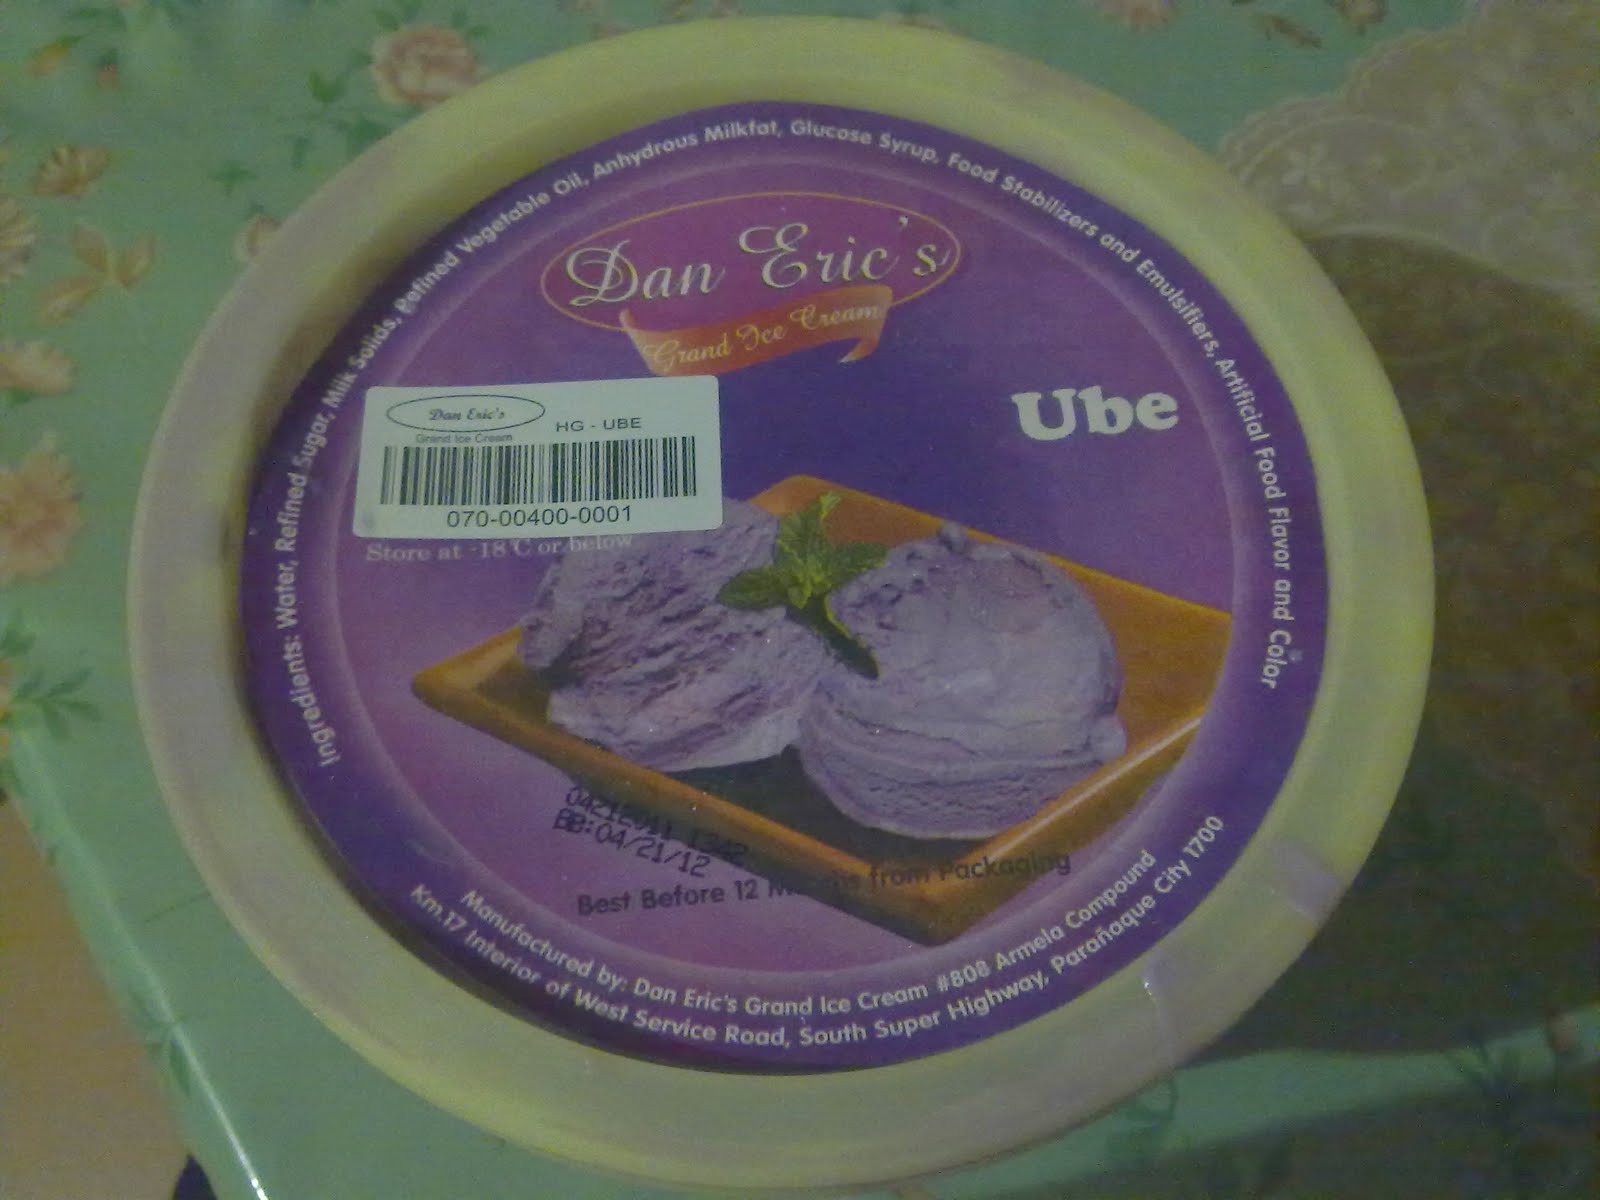 Ingredients: Water, Refined Sugar, Milk Solids, Refined Vegetable Oil, Anhydrous Milkfat, Glucose Syrup, Food Stabilizers and Emulsifiers, Artificial Food Flavor and Color
Dan Eric's
Grand Ice Cream
Ube
Dan Eric's
Grand Ice Cream
HG - UBE
070-00400-0001
Store at -18°C or below
04212011 1342
BB:04/21/12
Best Before 12 Months from Packaging
Manufactured by: Dan Eric's Grand Ice Cream #808 Armela Compound
Km.17 Interior of West Service Road, South Super Highway, Parañaque City 1700